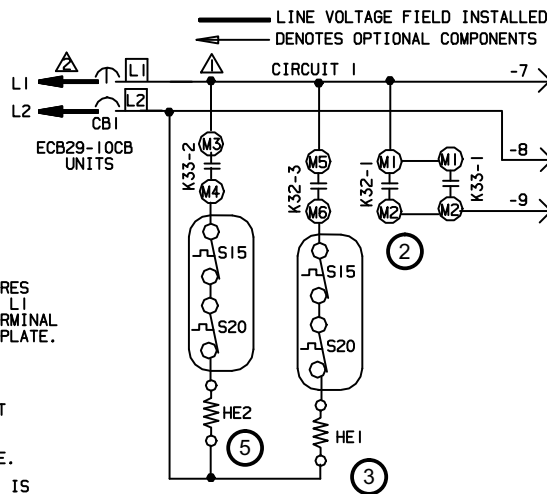 LINE VOLTAGE FIELD INSTALLED
DENOTES OPTIONAL COMPONENTS
2
1
CIRCUIT 1
L1
L1
-7
L2
L2
CB1
-8
ECB29-10CB
UNITS
M3
K33-2
M4
M5
K32-3
M6
M1
K32-1
M2
M1
K33-1
M2
-9
2
S15
S20
S15
S20
RES
L1
RMINAL
PLATE.
T
HE2
5
HE1
3
E.
IS